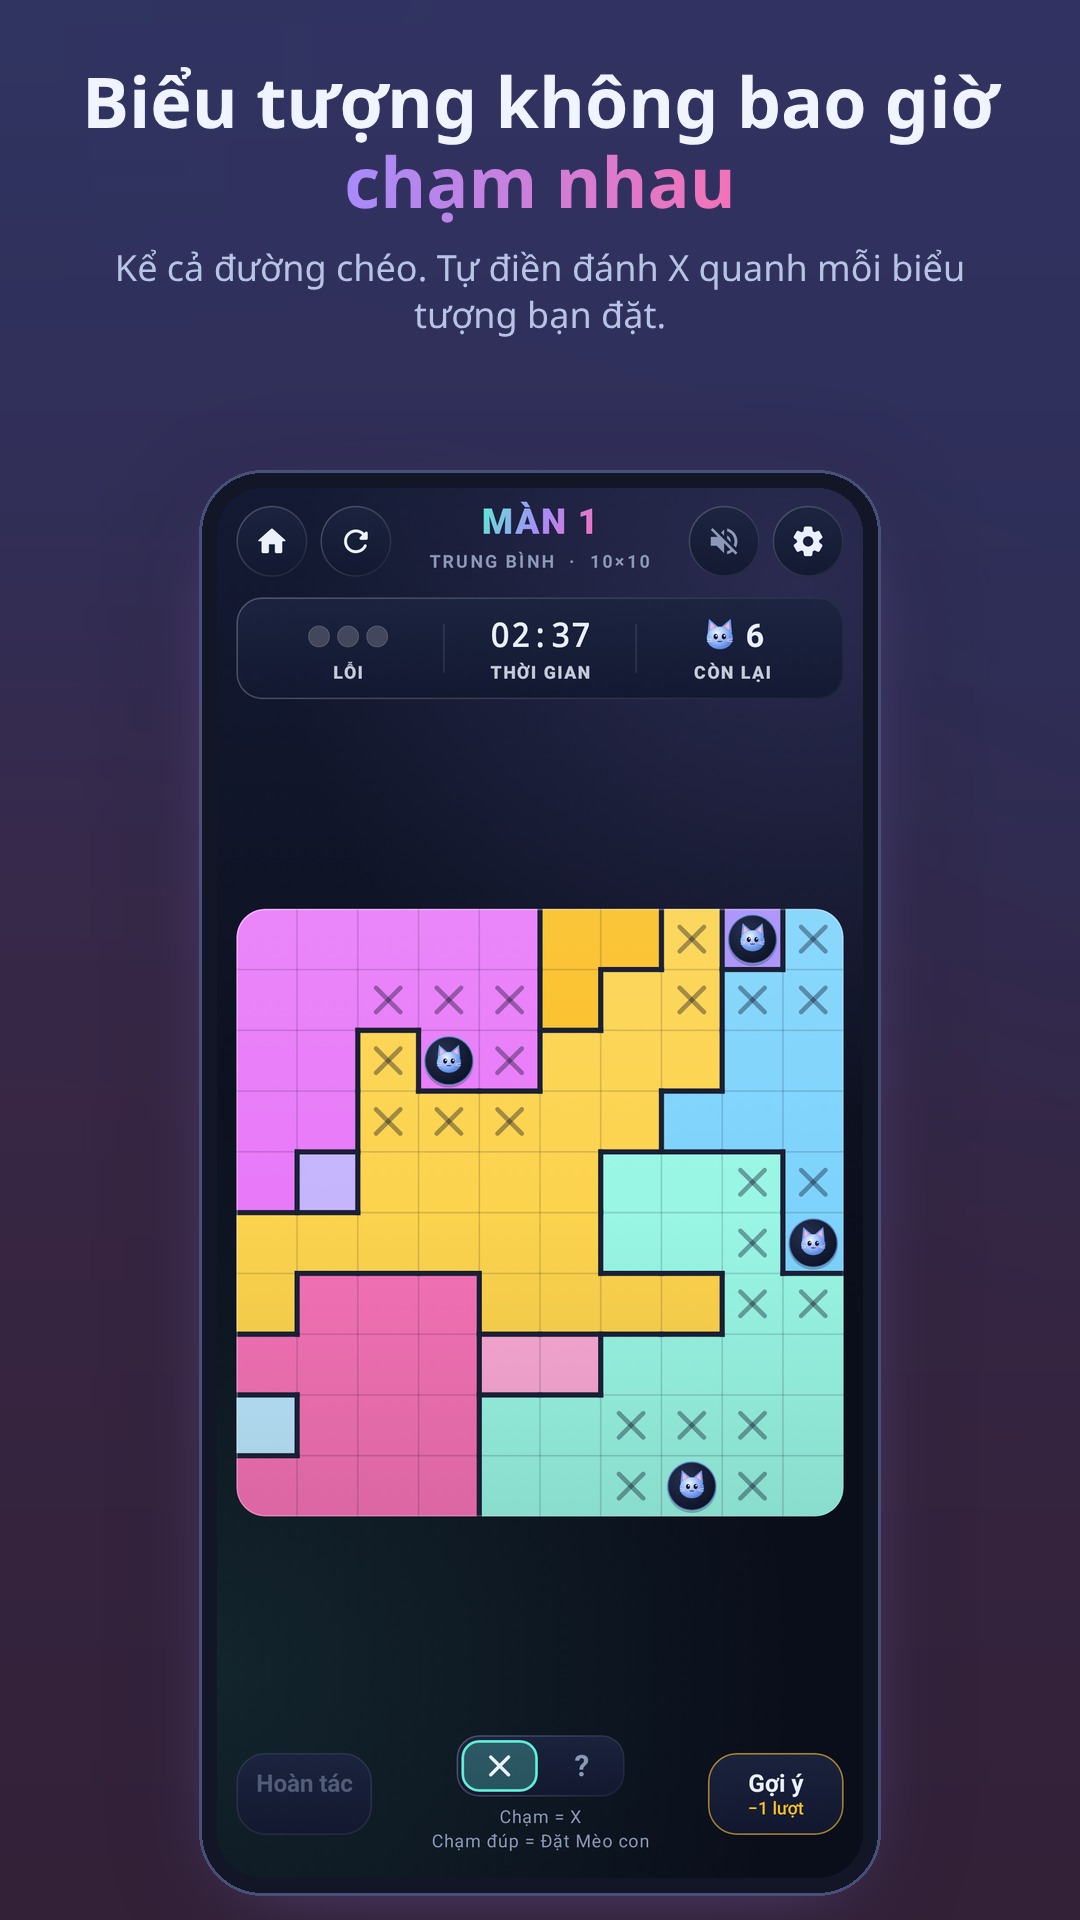 Biểu tượng không bao giờ
chạm nhau
Kể cả đường chéo. Tự điền đánh X quanh mỗi biểu
tượng bạn đặt.
MÀN 1
TRUNG BÌNH · 10×10
LỖI
02:37
THỜI GIAN
6
CÒN LẠI
Hoàn tác
?
Chạm = X
Chạm đúp = Đặt Mèo con
Gợi ý
−1 lượt